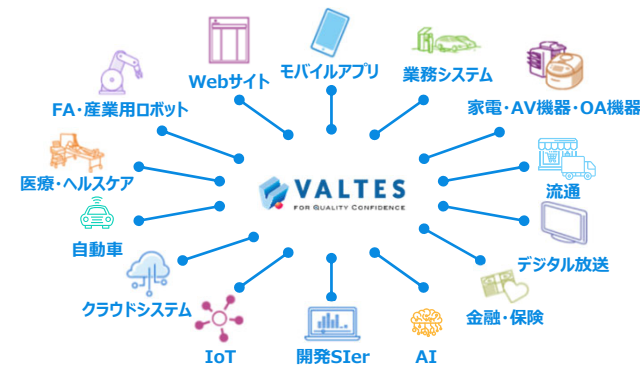 モバイルアプリ
Webサイト
業務システム
FA・産業用ロボット
家電・AV機器・OA機器
医療・ヘルスケア
VALTES
FOR QUALITY CONFIDENCE
流通
自動車
デジタル放送
クラウドシステム
金融・保険
IoT
開発SIer
AI